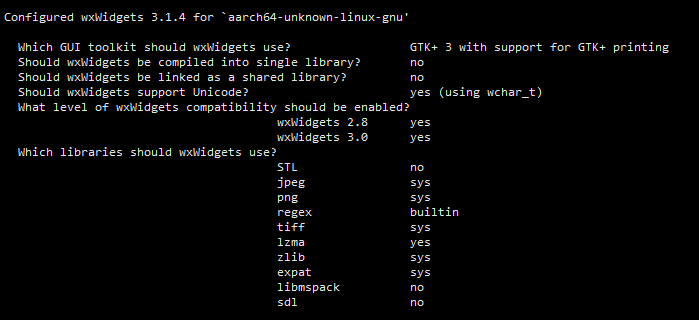 Configured wxWidgets 3.1.4 for `aarch64-unknown-linux-gnu'
Which GUI toolkit should wxWidgets use? GTK+ 3 with support for GTK+ printing
Should wxWidgets be compiled into single library? no
Should wxWidgets be linked as a shared library? no
Should wxWidgets support Unicode? yes (using wchar_t)
What level of wxWidgets compatibility should be enabled?
wxWidgets 2.8 yes
wxWidgets 3.0 yes
Which libraries should wxWidgets use?
STL no
jpeg sys
png sys
regex builtin
tiff sys
lzma yes
zlib sys
expat sys
libmspack no
sdl no